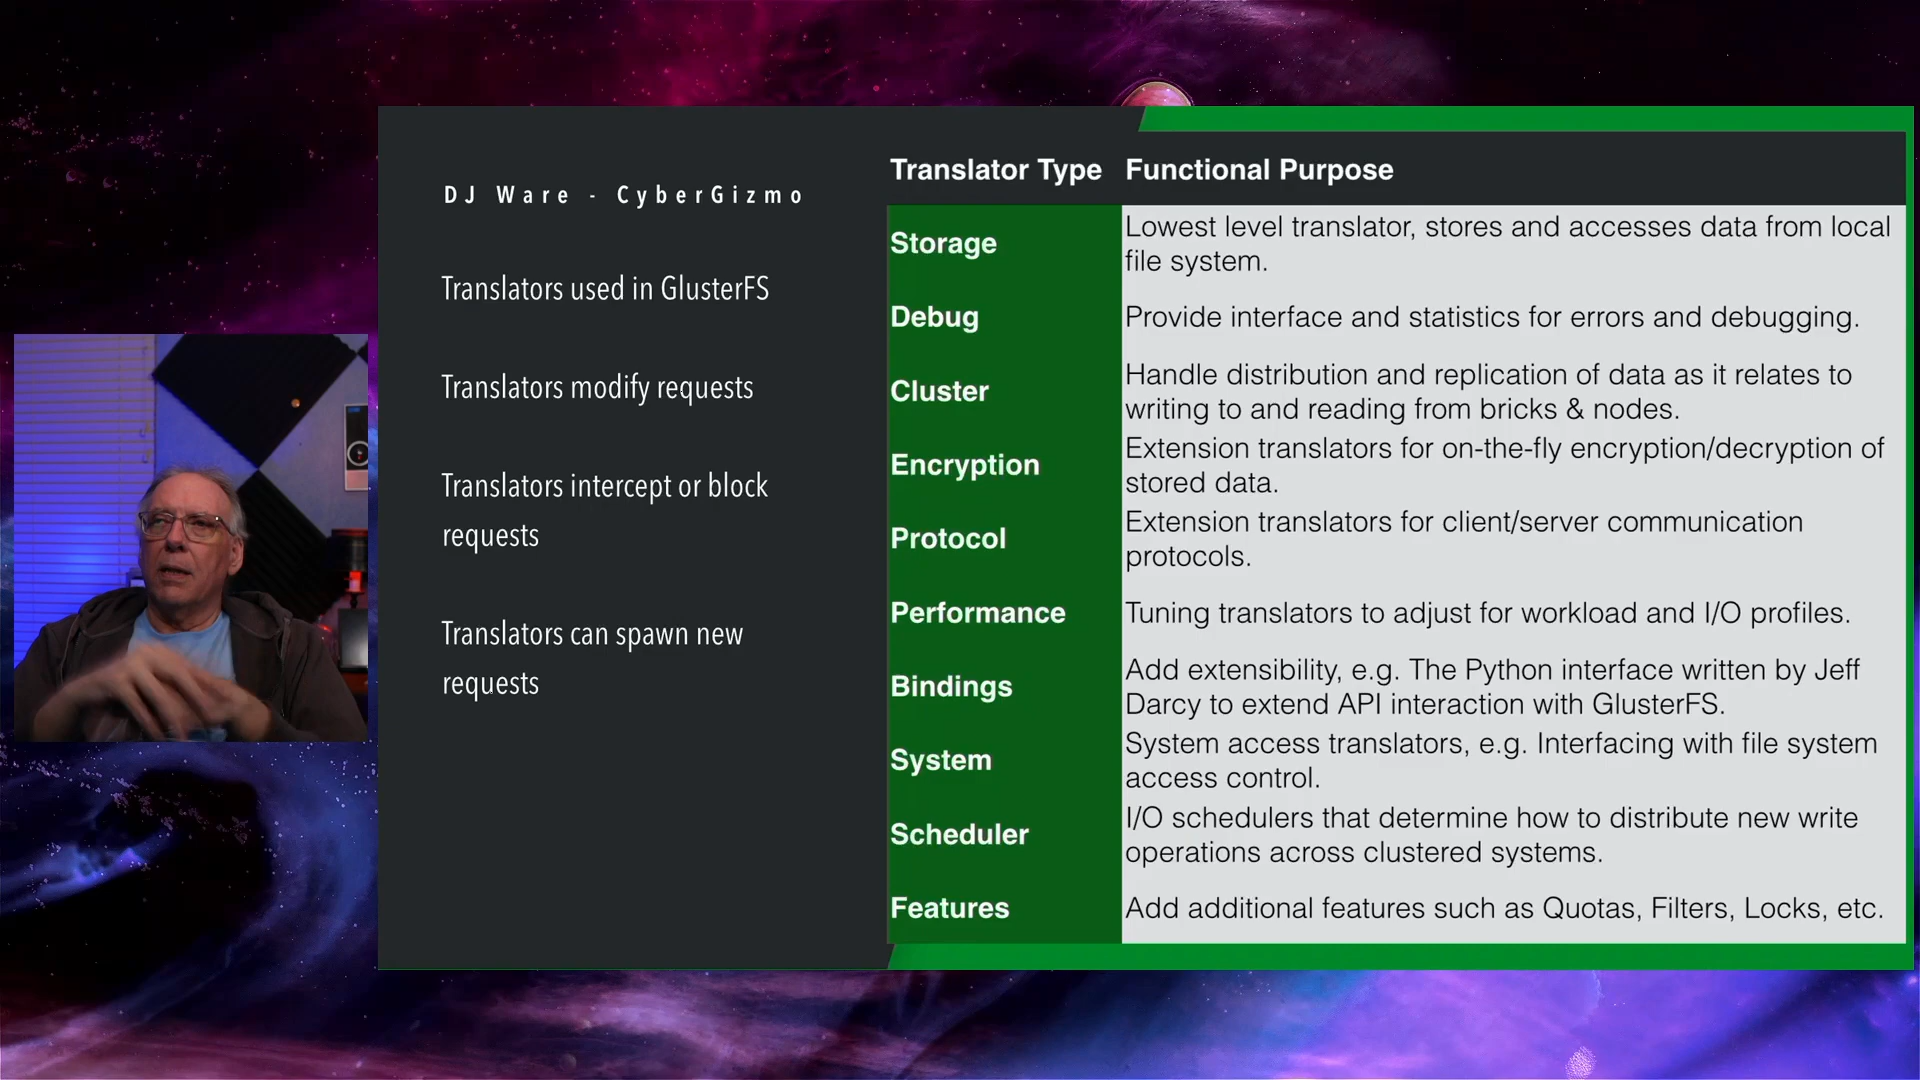 DJ Ware - CyberGizmo
Translators used in GlusterFS
Translators modify requests
Translators intercept or block
requests
Translators can spawn new
requests
Translator Type Functional Purpose
Storage
Lowest level translator, stores and accesses data from local
file system.
Debug
Provide interface and statistics for errors and debugging.
Cluster
Handle distribution and replication of data as it relates to
writing to and reading from bricks & nodes.
Encryption
Extension translators for on-the-fly encryption/decryption of
stored data.
Protocol
Extension translators for client/server communication
protocols.
Performance
Tuning translators to adjust for workload and I/O profiles.
Bindings
Add extensibility, e.g. The Python interface written by Jeff
Darcy to extend API interaction with GlusterFS.
System
System access translators, e.g. Interfacing with file system
access control.
Scheduler
I/O schedulers that determine how to distribute new write
operations across clustered systems.
Features
Add additional features such as Quotas, Filters, Locks, etc.